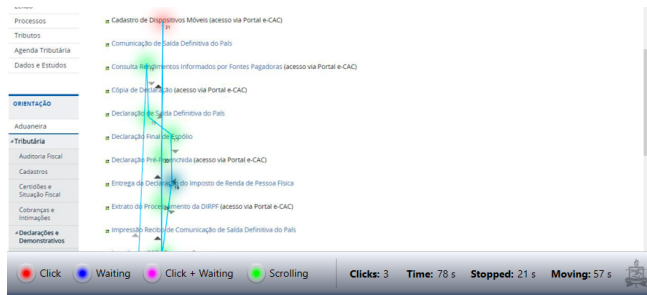 Processos
Tributos
Agenda Tributária
Dados e Estudos
ORIENTAÇÃO
Aduaneira
Tributária
Auditoria Fiscal
Cadastros
Certidões e
Situação Fiscal
Cobranças e
Intimações
Declarações e
Demonstrativos
Cadastro de Dispositivos Móveis (acesso via Portal e-CAC)
Comunicação de Saída Definitiva do País
Consulta Rendimentos Informados por Fontes Pagadoras (acesso via Portal e-CAC)
Cópia de Declaração (acesso via Portal e-CAC)
Declaração de Saída Definitiva do País
Declaração Final de Espólio
Declaração Pré-Preenchida (acesso via Portal e-CAC)
Entrega da Declaração do Imposto de Renda de Pessoa Física
Extrato do Processamento da DIRPF (acesso via Portal e-CAC)
Impressão Recibo de Comunicação de Saída Definitiva do País
Click Waiting Click + Waiting Scrolling Clicks: 3 Time: 78 s Stopped: 21 s Moving: 57 s